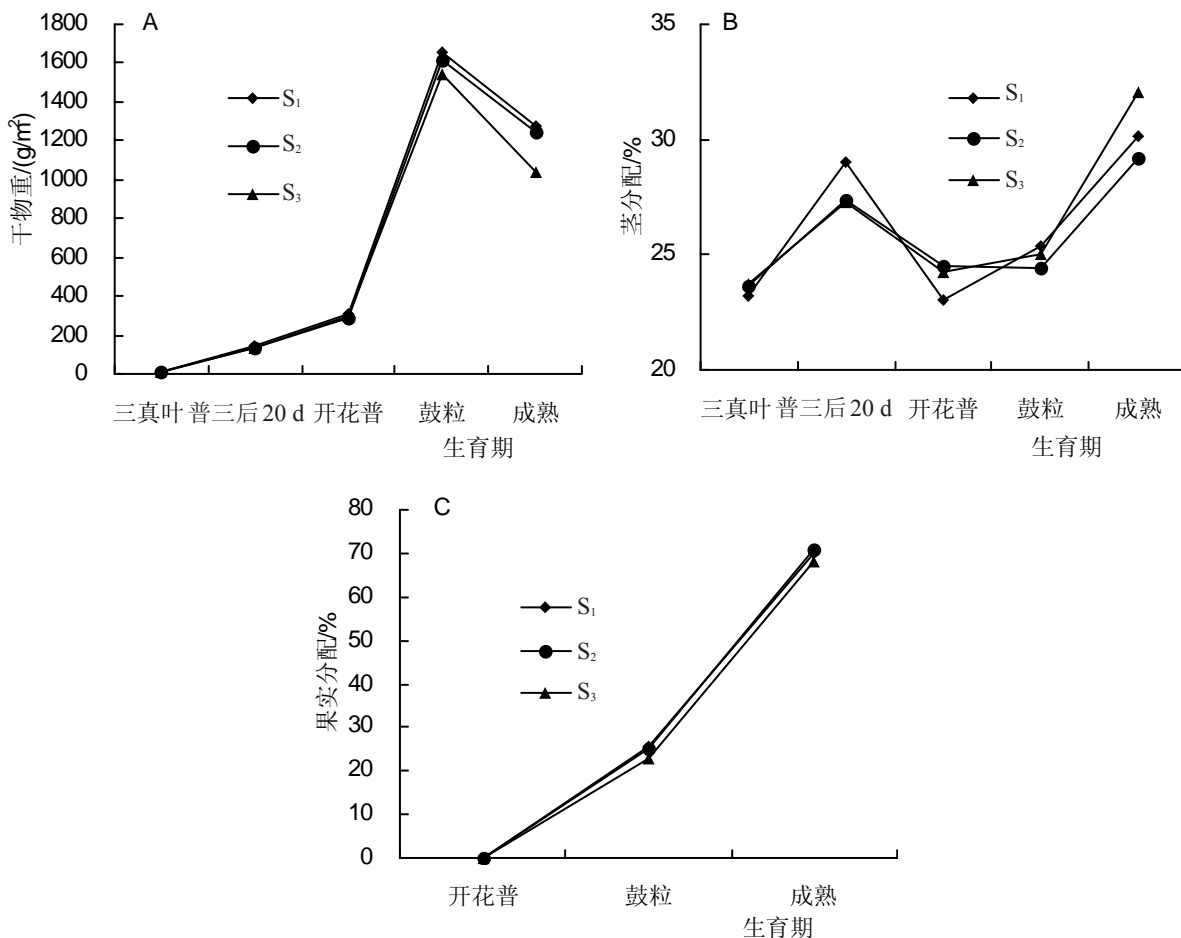 A
干物重/(g/m²)
1800
1600
1400
1200
1000
800
600
400
200
0
S₁
S₂
S₃
三真叶 普三后 20 d 开花普 鼓粒 成熟
生育期
B
茎分配/%
35
30
25
20
S₁
S₂
S₃
三真叶 普三后 20 d 开花普 鼓粒 成熟
生育期
C
果实分配/%
80
70
60
50
40
30
20
10
0
S₁
S₂
S₃
开花普 鼓粒 成熟
生育期